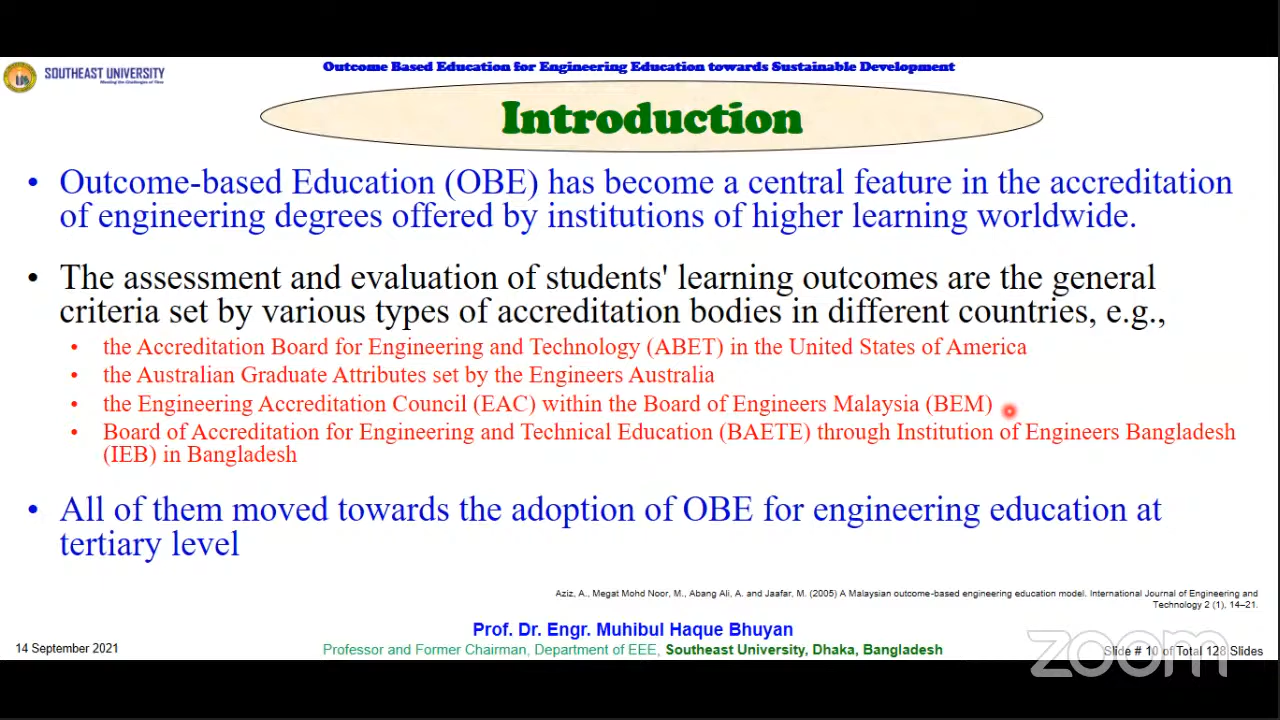 SOUTHEAST UNIVERSITY
Meeting the Challenges of Time
Outcome Based Education for Engineering Education towards Sustainable Development
Introduction
• Outcome-based Education (OBE) has become a central feature in the accreditation
of engineering degrees offered by institutions of higher learning worldwide.
• The assessment and evaluation of students' learning outcomes are the general
criteria set by various types of accreditation bodies in different countries, e.g.,
• the Accreditation Board for Engineering and Technology (ABET) in the United States of America
• the Australian Graduate Attributes set by the Engineers Australia
• the Engineering Accreditation Council (EAC) within the Board of Engineers Malaysia (BEM)
• Board of Accreditation for Engineering and Technical Education (BAETE) through Institution of Engineers Bangladesh
(IEB) in Bangladesh
• All of them moved towards the adoption of OBE for engineering education at
tertiary level
Aziz, A., Megat Mohd Noor, M., Abang Ali, A. and Jaafar, M. (2005) A Malaysian outcome-based engineering education model. International Journal of Engineering and
Technology 2 (1), 14–21.
Prof. Dr. Engr. Muhibul Haque Bhuyan
14 September 2021
Professor and Former Chairman, Department of EEE, Southeast University, Dhaka, Bangladesh
Slide # 10 of Total 128 Slides
zoom